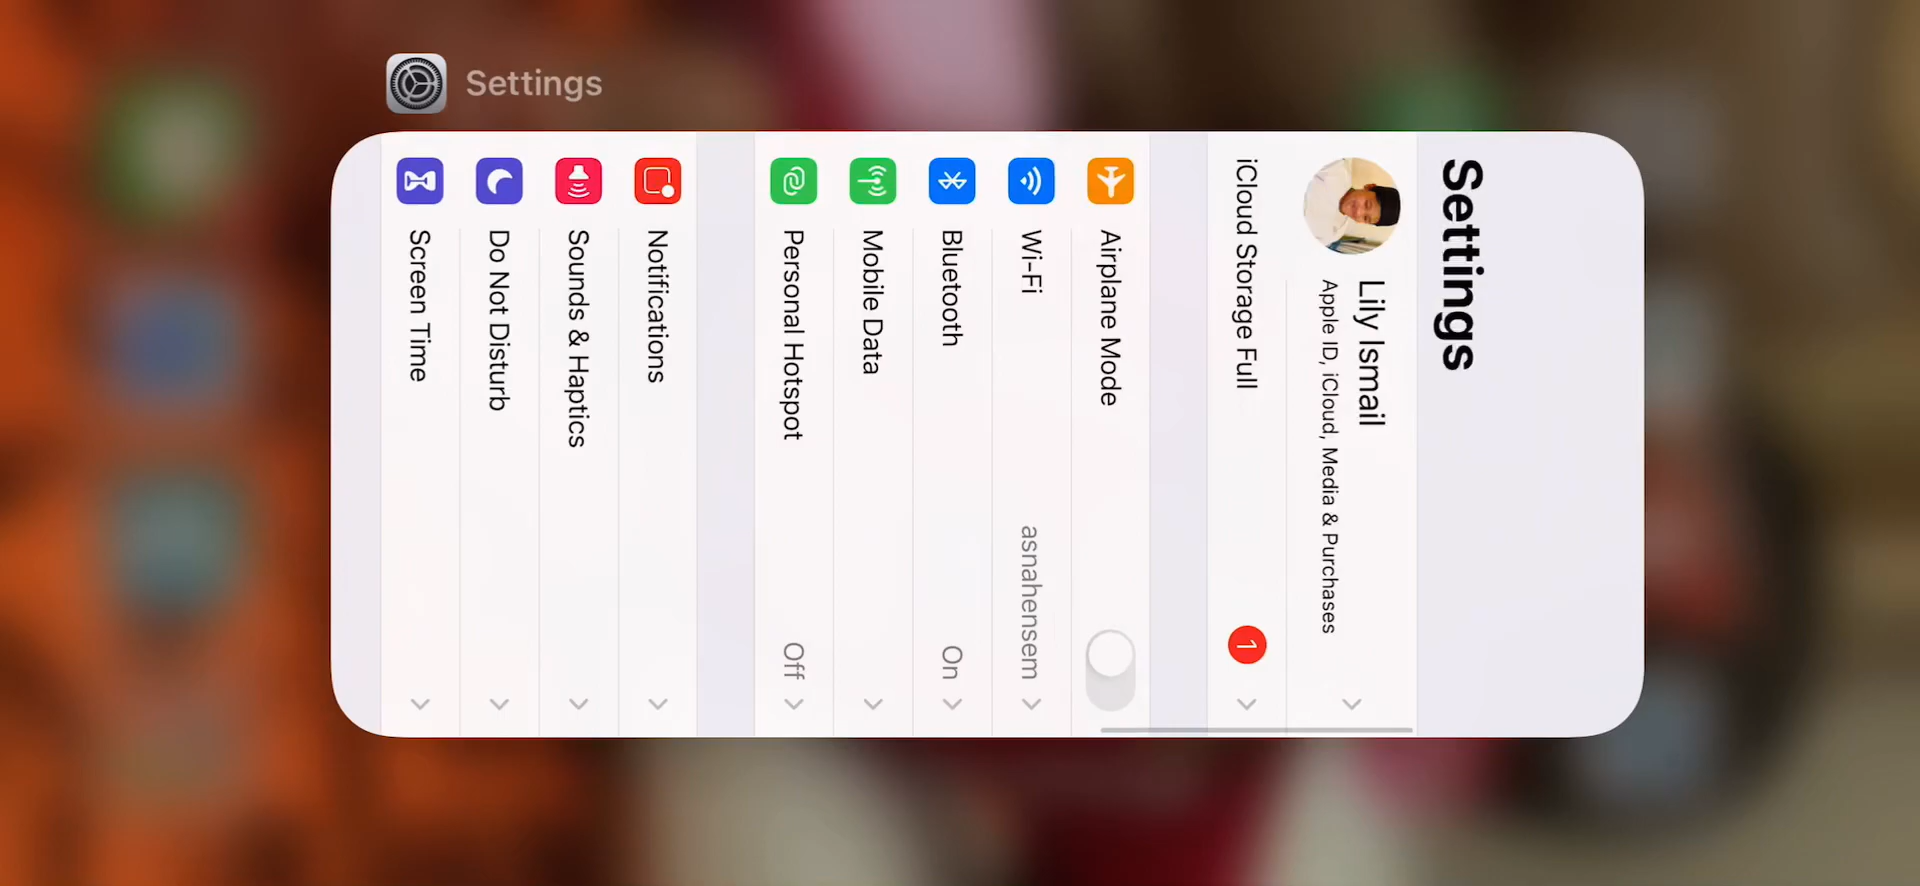 Settings
Settings
Lily Ismail
Apple ID, iCloud, Media & Purchases
iCloud Storage Full
1
Airplane Mode
Wi-Fi
asnahensem
Bluetooth
On
Mobile Data
Personal Hotspot
Off
Notifications
Sounds & Haptics
Do Not Disturb
Screen Time